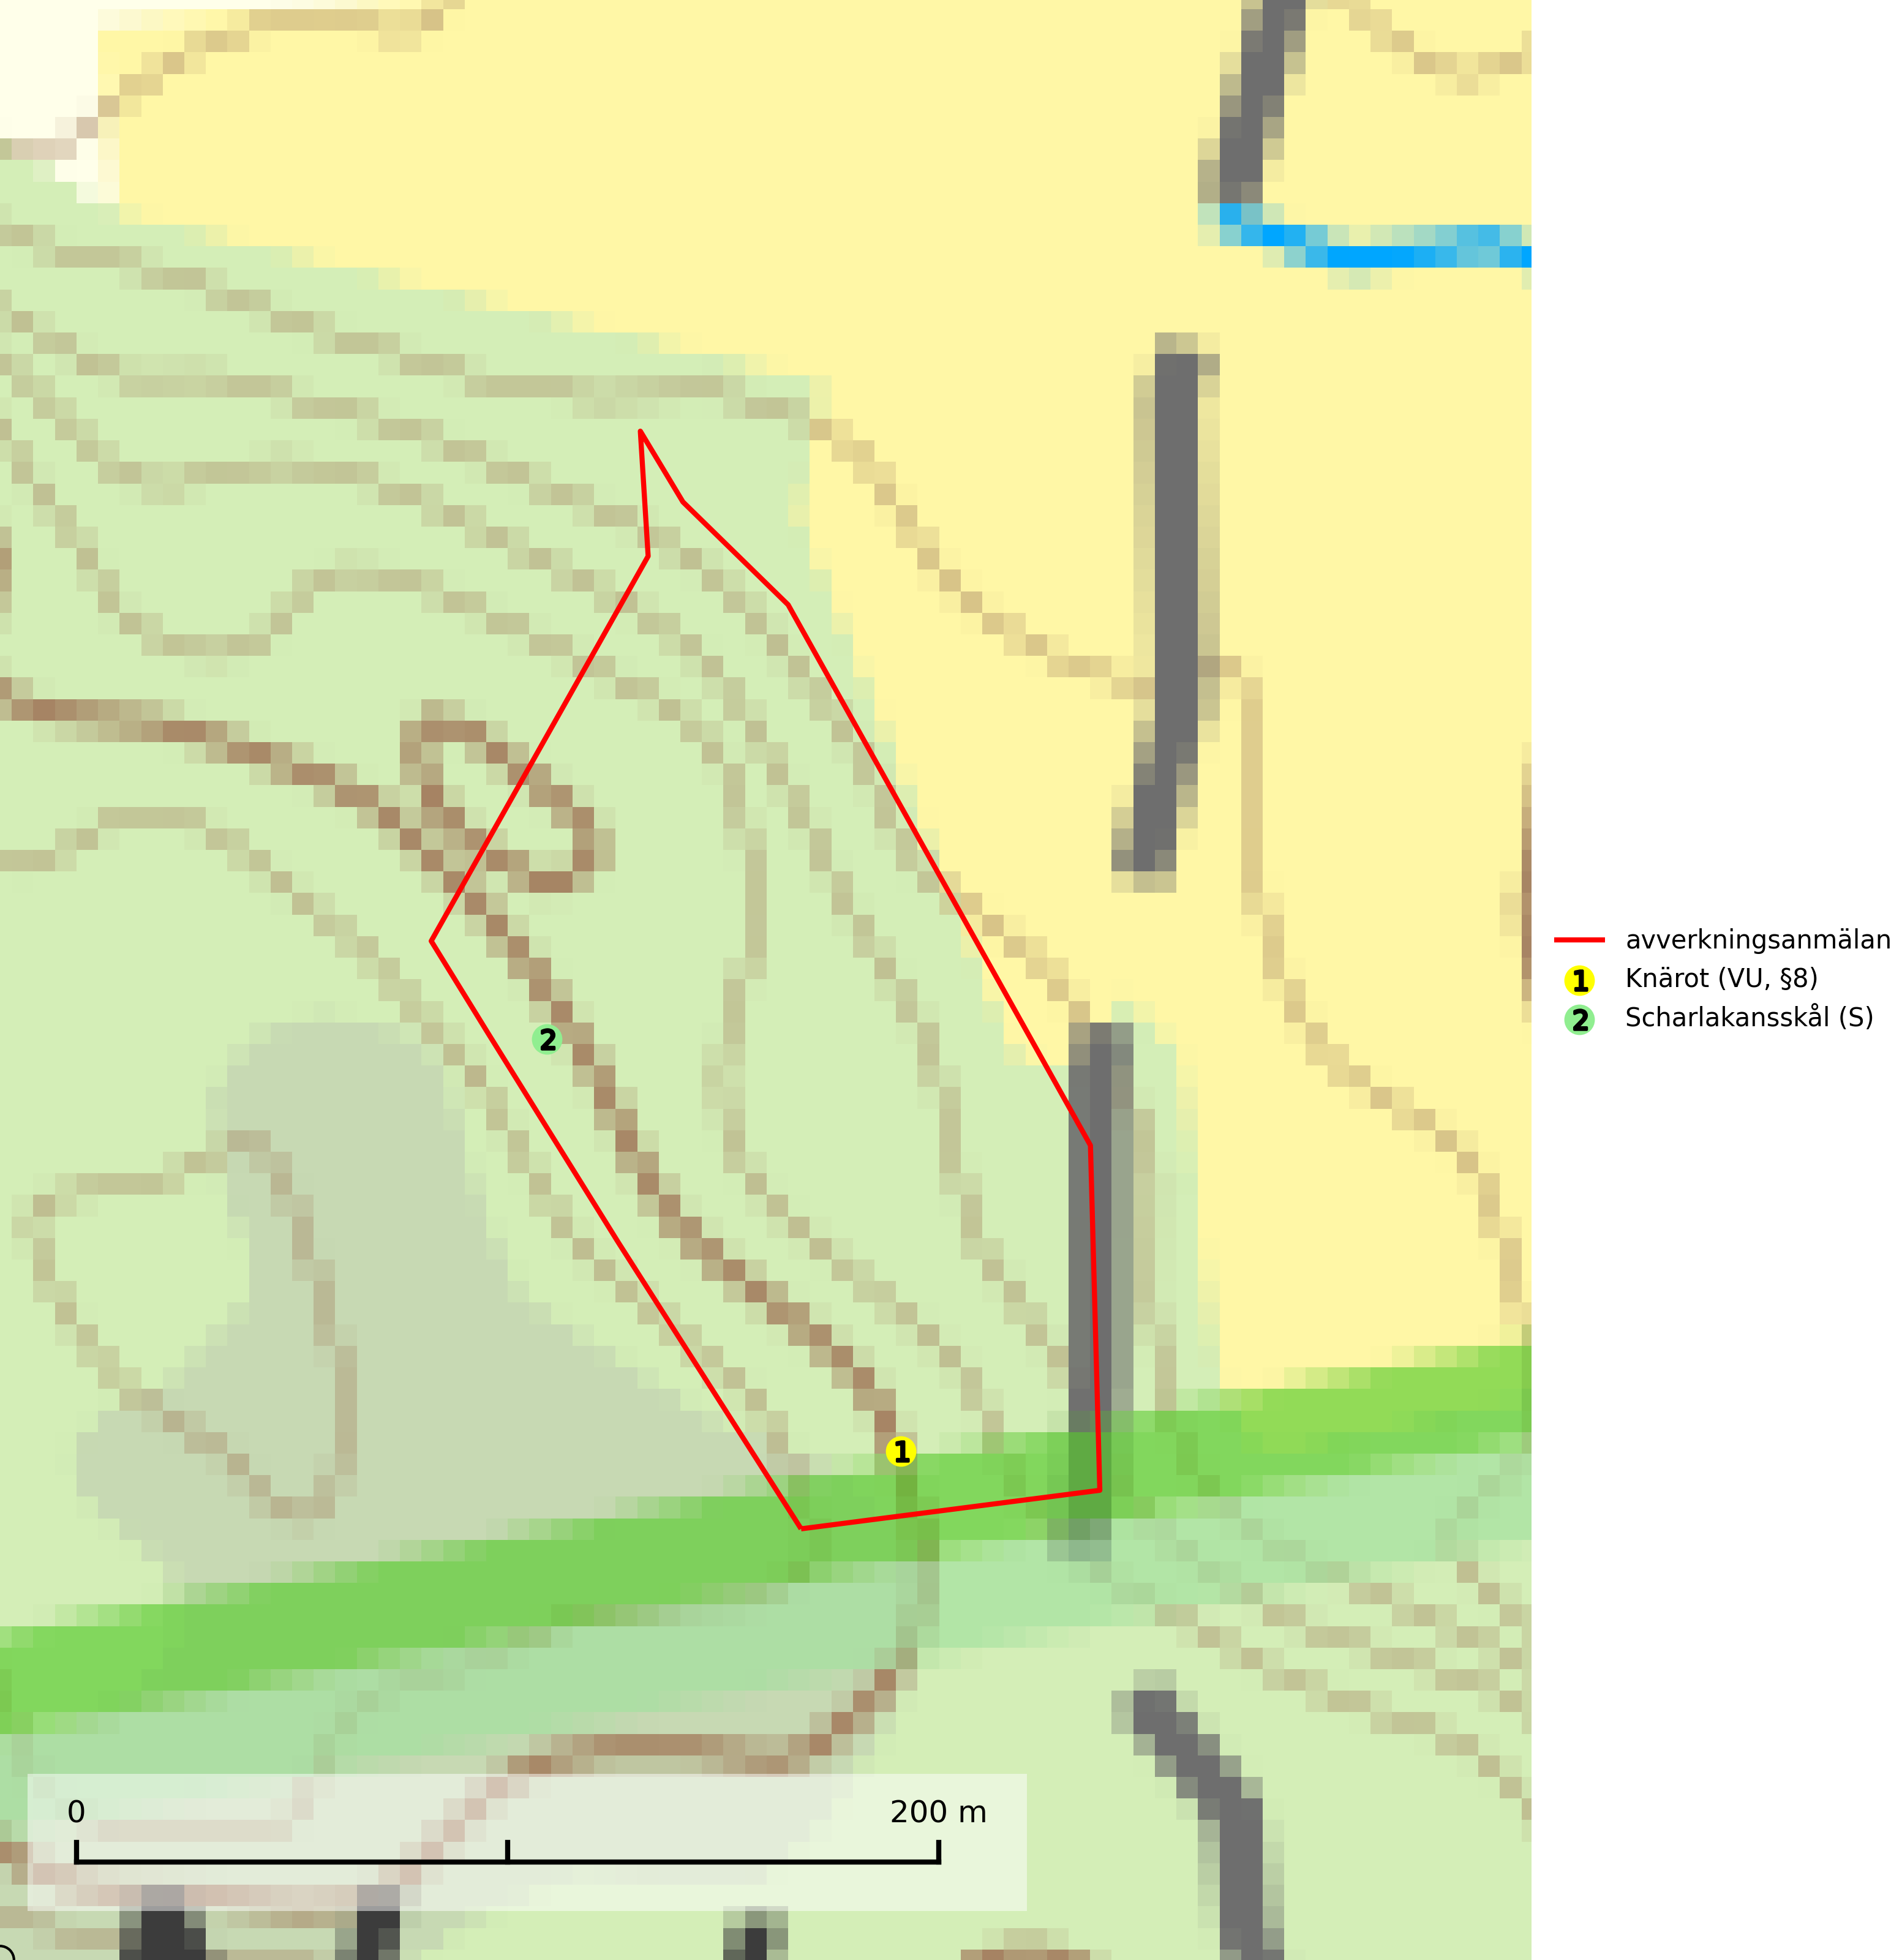 avverkningsanmälan
1 Knärot (VU, §8)
2 Scharlakansskål (S)
2
1
0 200 m